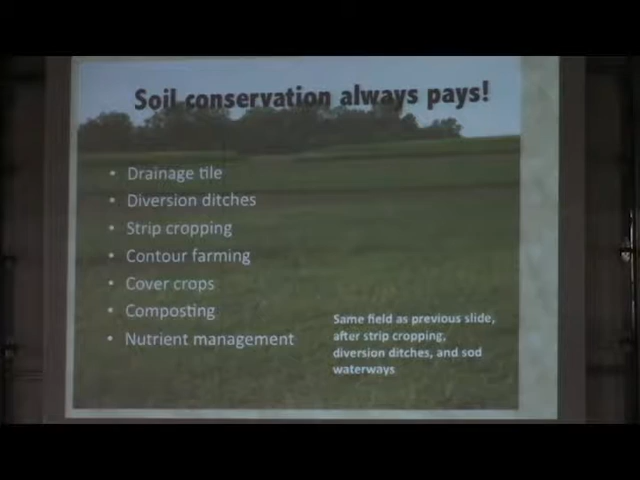 Soil conservation always pays!
• Drainage tile
• Diversion ditches
• Strip cropping
• Contour farming
• Cover crops
• Composting
• Nutrient management
Same field as previous slide,
after strip cropping,
diversion ditches, and sod
waterways